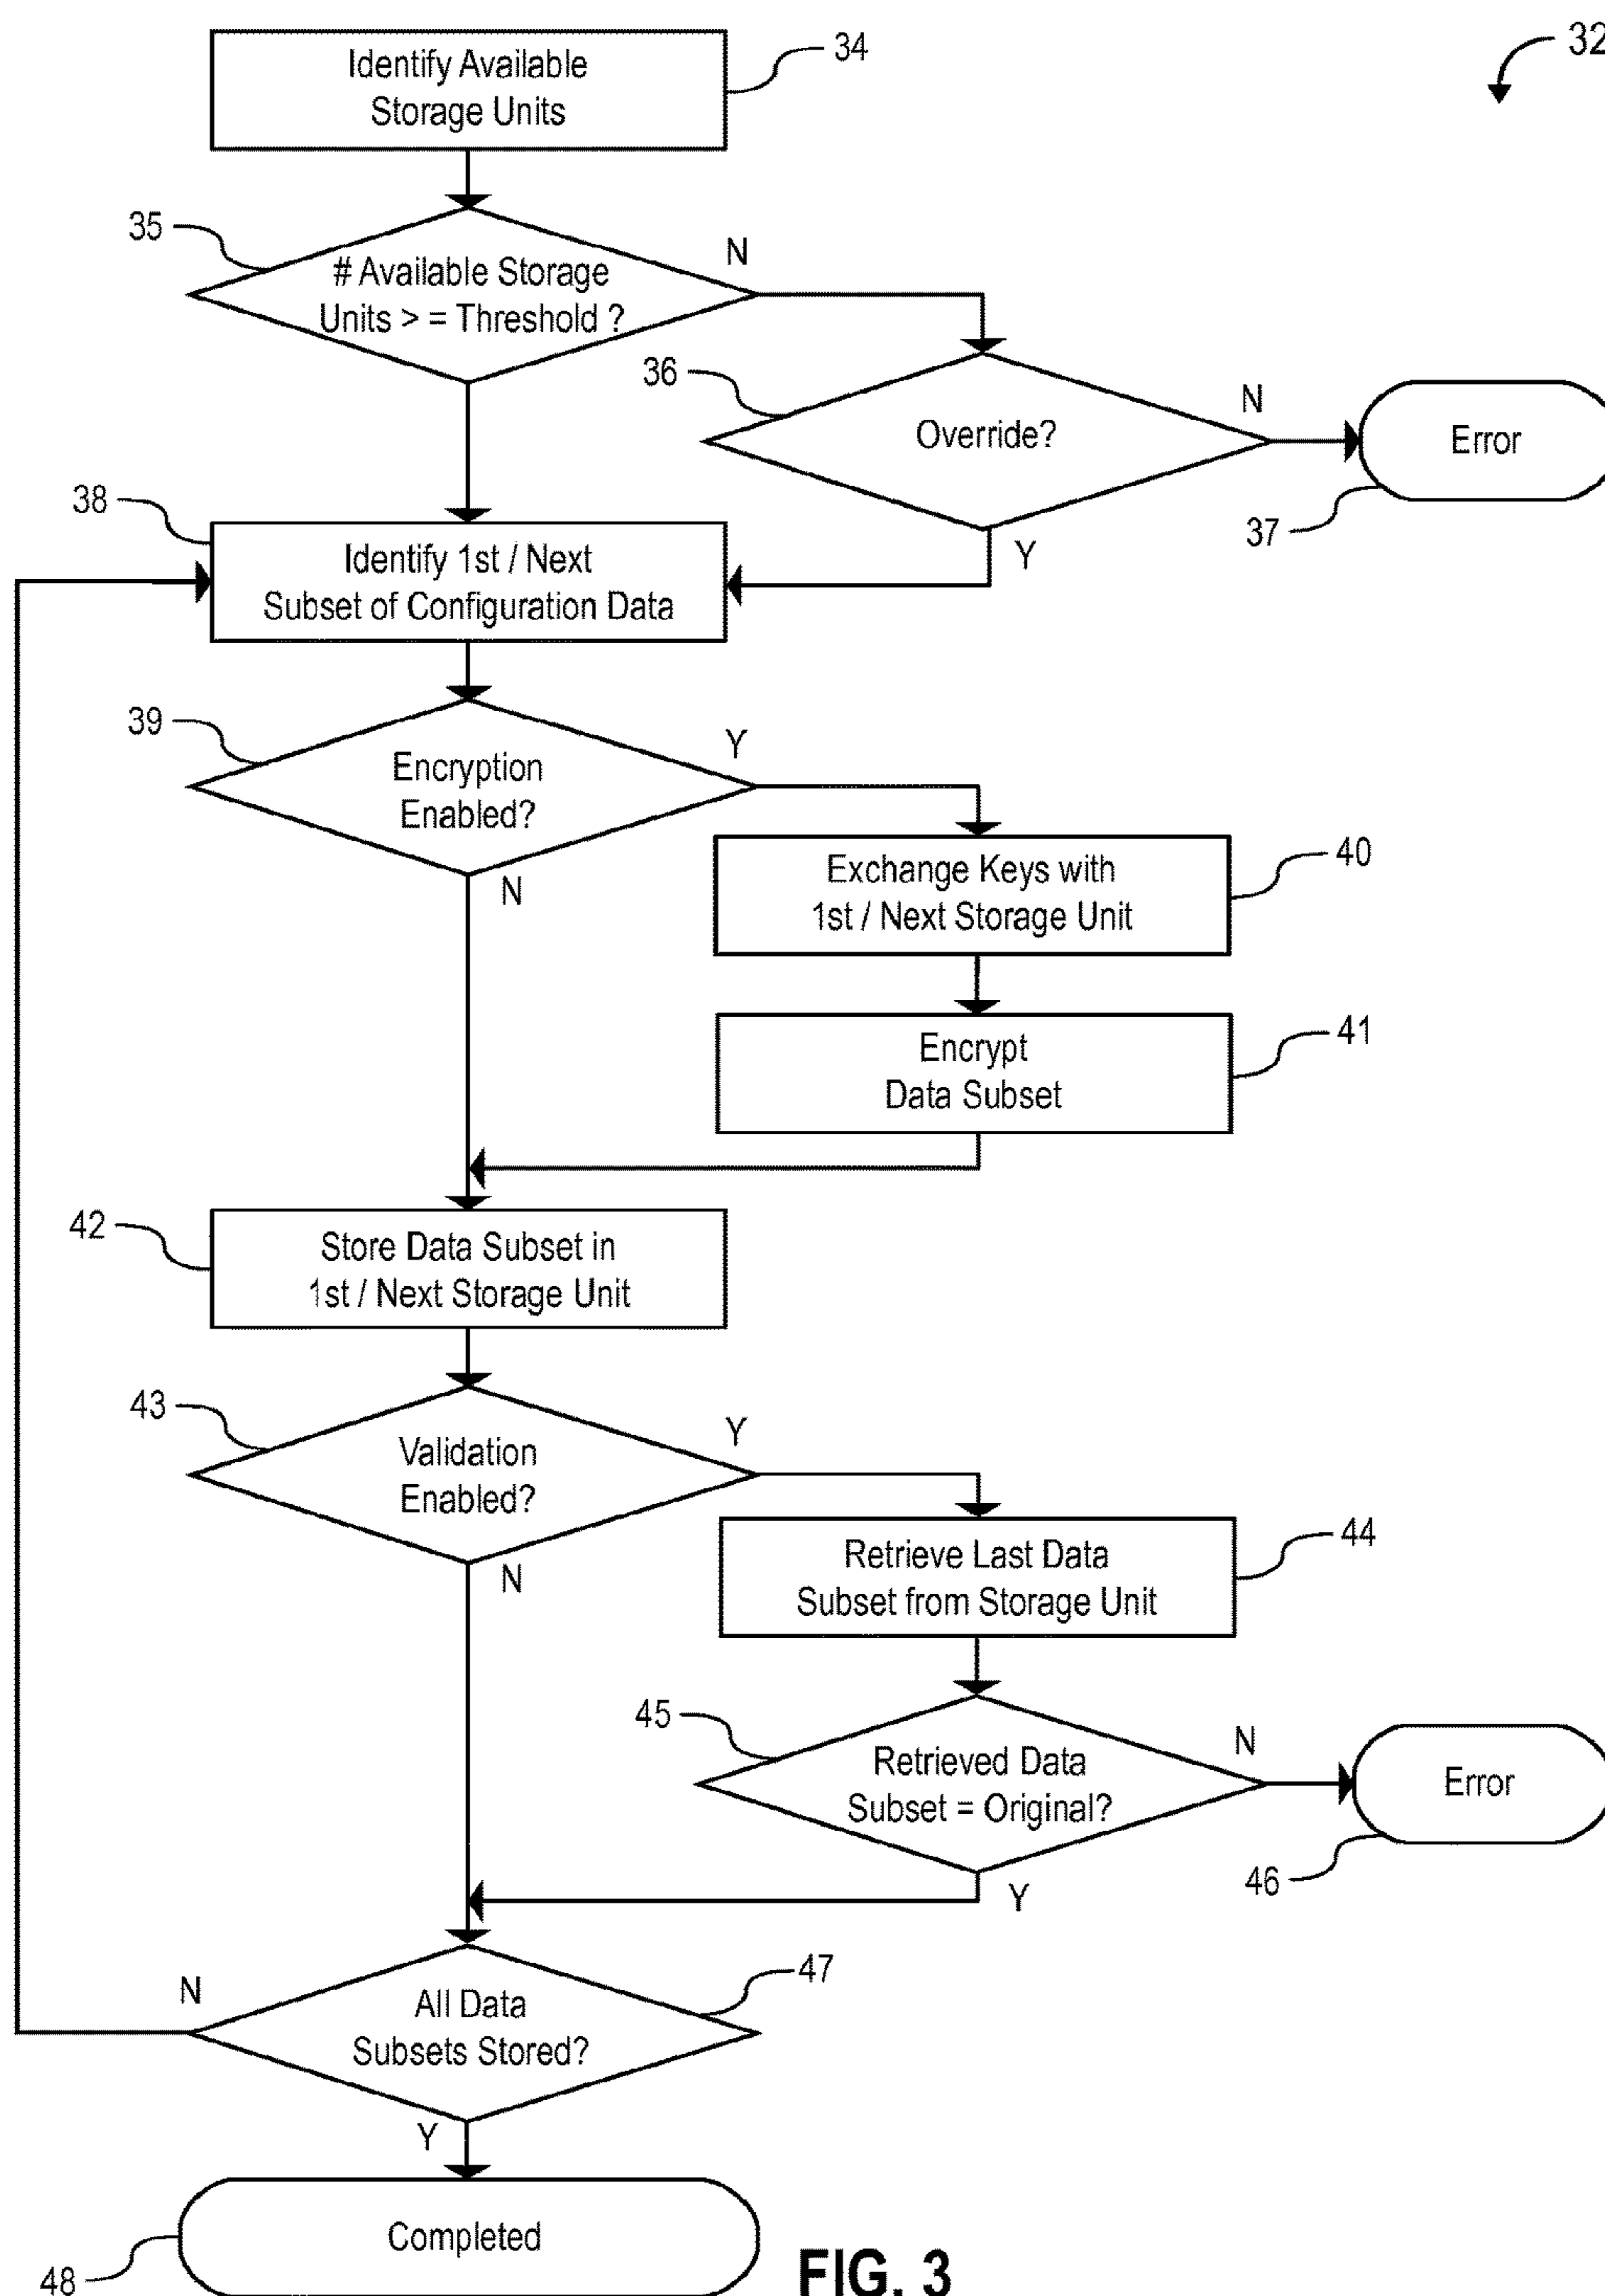 32
34
Identify Available
Storage Units
35
# Available Storage
Units > = Threshold ?
N
36
Override?
N
Error
37
Y
38
Identify 1st / Next
Subset of Configuration Data
39
Encryption
Enabled?
Y
N
40
Exchange Keys with
1st / Next Storage Unit
41
Encrypt
Data Subset
42
Store Data Subset in
1st / Next Storage Unit
43
Validation
Enabled?
Y
N
44
Retrieve Last Data
Subset from Storage Unit
45
Retrieved Data
Subset = Original?
N
Error
46
Y
47
All Data
Subsets Stored?
N
Y
Completed
48
FIG. 3